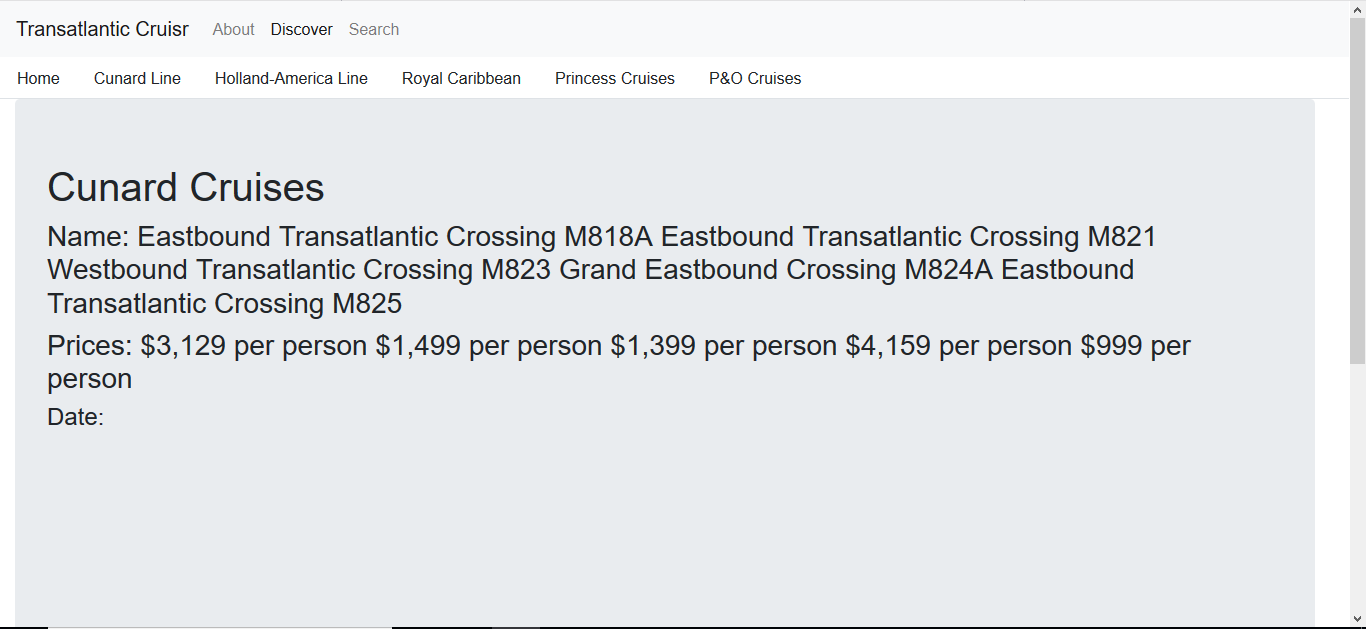 Transatlantic Cruisr About Discover Search
Home Cunard Line Holland-America Line Royal Caribbean Princess Cruises P&O Cruises
Cunard Cruises
Name: Eastbound Transatlantic Crossing M818A Eastbound Transatlantic Crossing M821
Westbound Transatlantic Crossing M823 Grand Eastbound Crossing M824A Eastbound
Transatlantic Crossing M825
Prices: $3,129 per person $1,499 per person $1,399 per person $4,159 per person $999 per
person
Date: